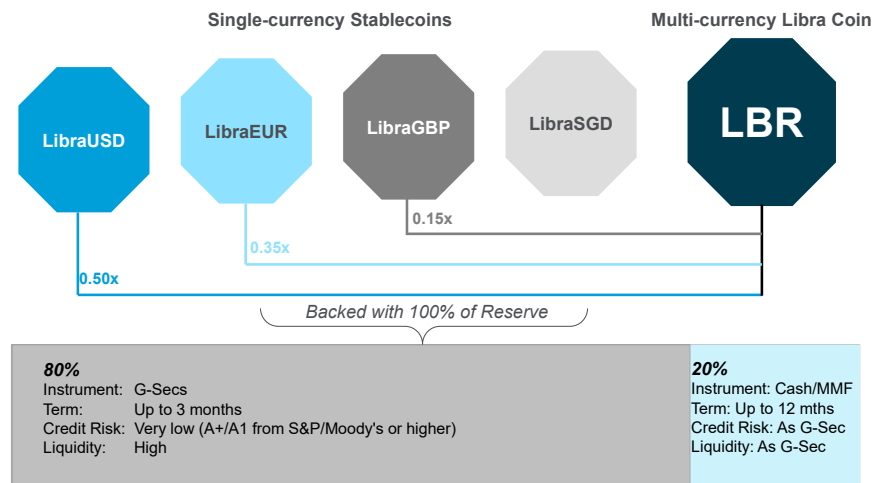 Single-currency Stablecoins
Multi-currency Libra Coin
LibraUSD
LibraEUR
LibraGBP
LibraSGD
LBR
0.15x
0.35x
0.50x
Backed with 100% of Reserve
80%
Instrument: G-Secs
Term: Up to 3 months
Credit Risk: Very low (A+/A1 from S&P/Moody's or higher)
Liquidity: High
20%
Instrument: Cash/MMF
Term: Up to 12 mths
Credit Risk: As G-Sec
Liquidity: As G-Sec